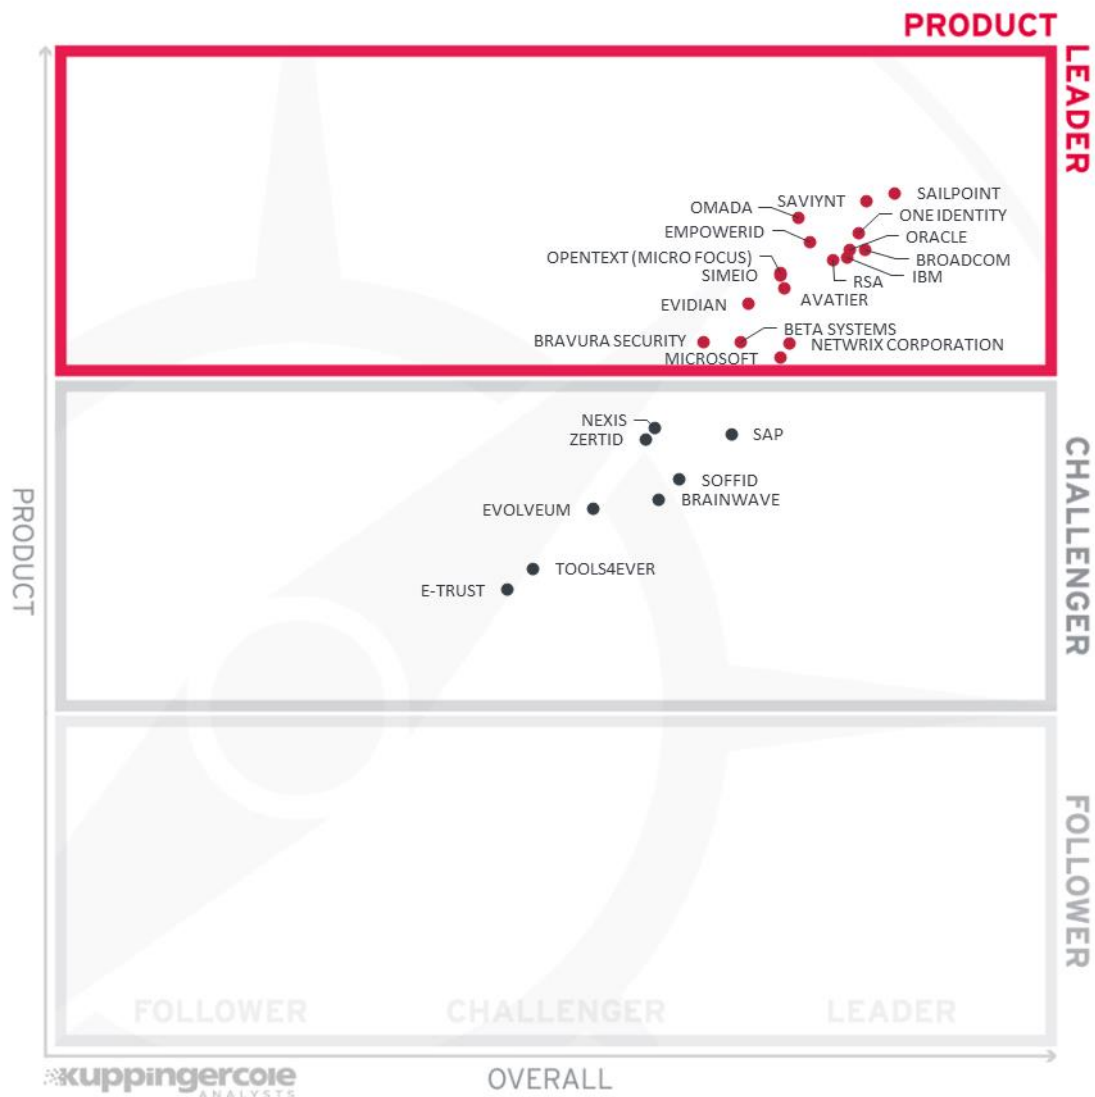 PRODUCT
LEADER
SAILPOINT
SAVIYNT
OMADA
ONE IDENTITY
EMPOWERID
ORACLE
OPENTEXT (MICRO FOCUS)
BROADCOM
SIMEIO
IBM
RSA
AVATIER
EVIDIAN
BETA SYSTEMS
BRAVURA SECURITY
NETWRIX CORPORATION
MICROSOFT
NEXIS
ZERTID
SAP
CHALLENGER
SOFFID
BRAINWAVE
EVOLVEUM
PRODUCT
TOOLS4EVER
E-TRUST
FOLLOWER
FOLLOWER
CHALLENGER
LEADER
kuppingercole
ANALYSTS
OVERALL